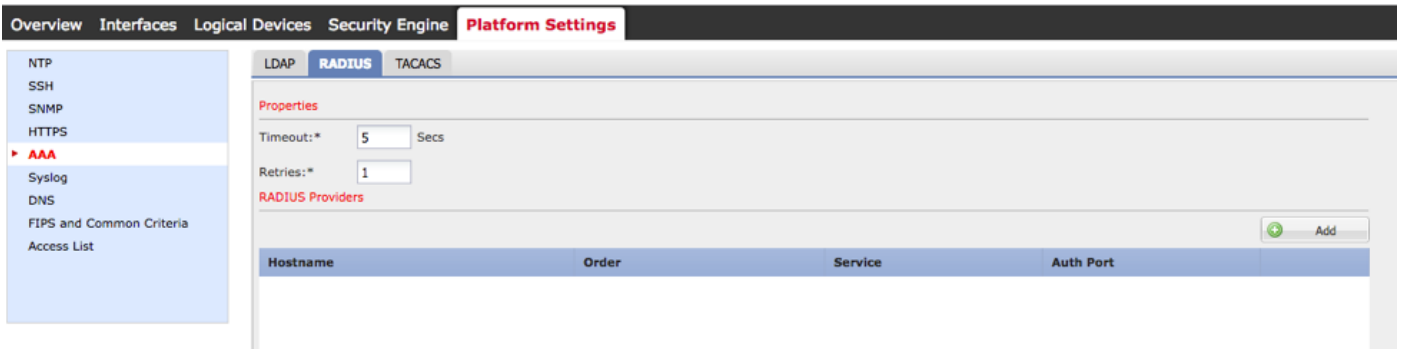 Overview Interfaces Logical Devices Security Engine Platform Settings
NTP
SSH
SNMP
HTTPS
AAA
Syslog
DNS
FIPS and Common Criteria
Access List
LDAP RADIUS TACACS
Properties
Timeout:* 5 Secs
Retries:* 1
RADIUS Providers
Add
Hostname Order Service Auth Port